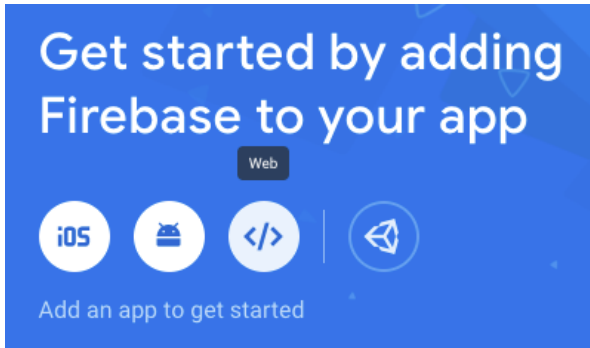 Get started by adding
Firebase to your app
Web
iOS
</>
Add an app to get started